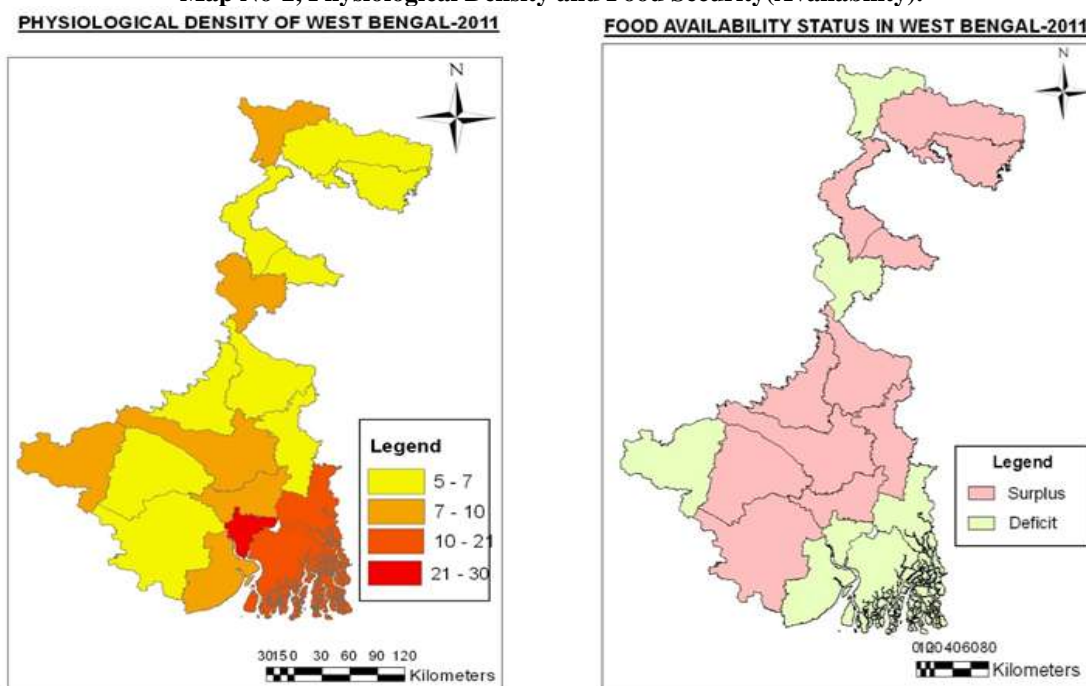 Map No-2, Physiological Density and Food Security(Availability).
PHYSIOLOGICAL DENSITY OF WEST BENGAL-2011
N
Legend
5 - 7
7 - 10
10 - 21
21 - 30
30 15 0 30 60 90 120
Kilometers
FOOD AVAILABILITY STATUS IN WEST BENGAL-2011
N
Legend
Surplus
Deficit
Kilometers